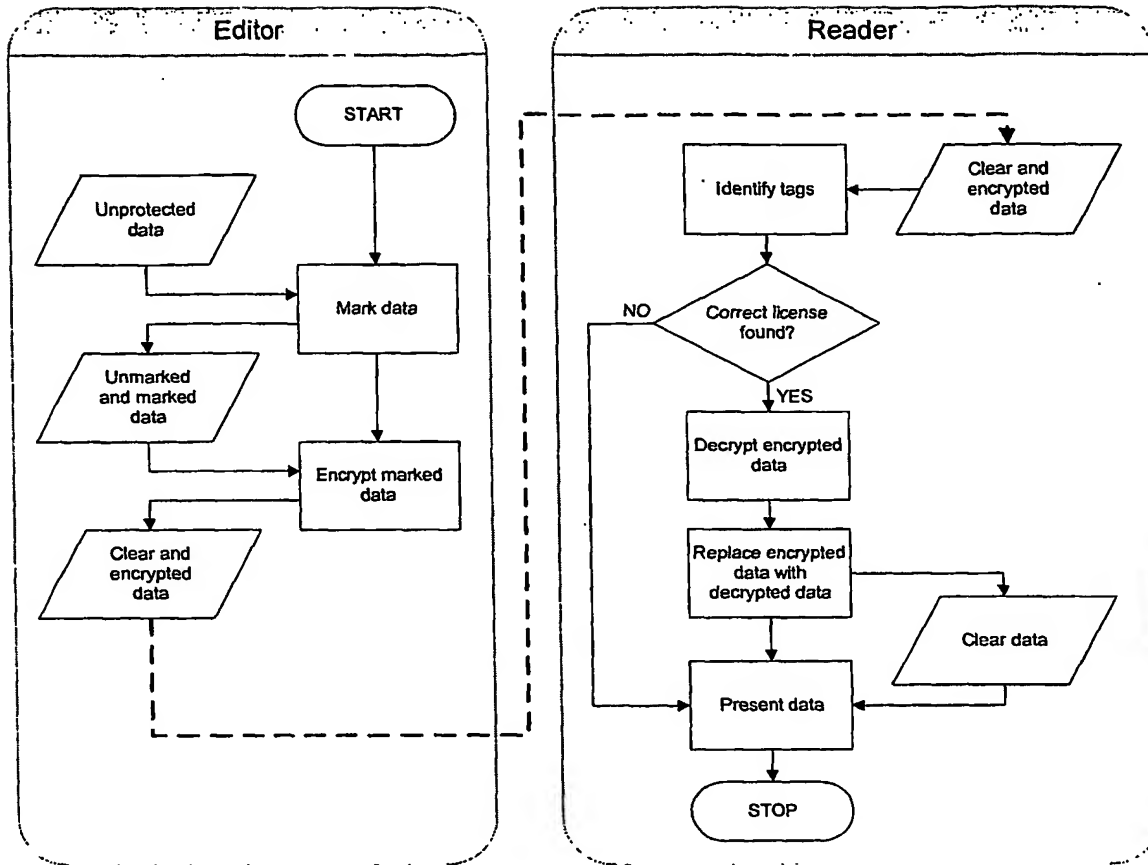 Editor
START
Unprotected
data
Mark data
Unmarked
and marked
data
Encrypt marked
data
Clear and
encrypted
data
Reader
Clear and
encrypted
data
Identify tags
Correct license
found?
NO
YES
Decrypt encrypted
data
Replace encrypted
data with
decrypted data
Clear data
Present data
STOP